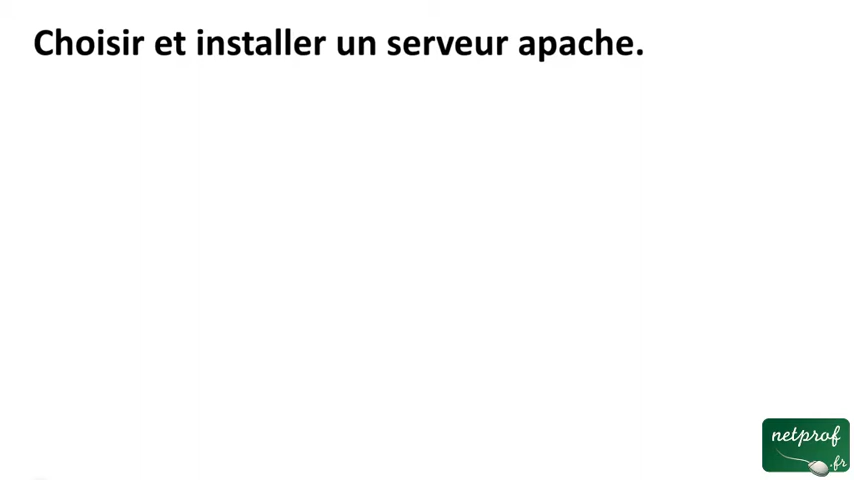 Choisir et installer un serveur apache.
netprof
.fr